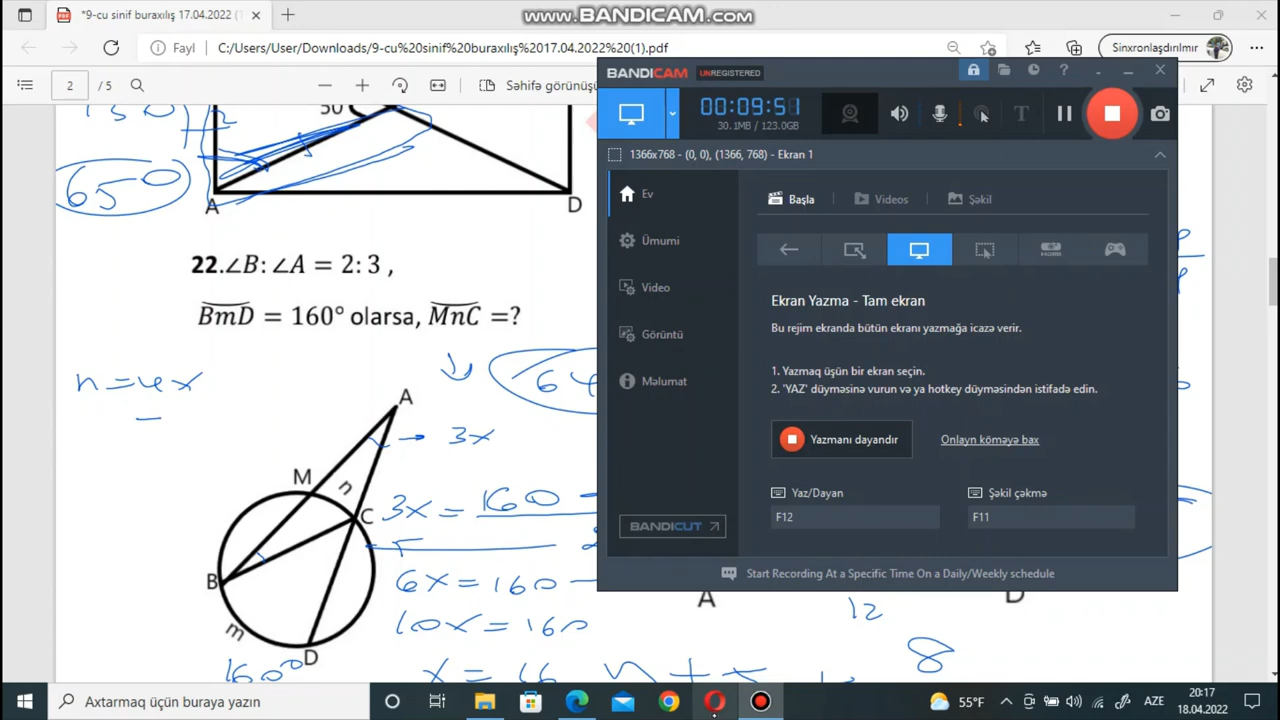 *9-cu sinif buraxılış 17.04.2022 (1
www.BANDICAM.com
Fayl
C:/Users/User/Downloads/9-cu%20sinif%20buraxılış%2017.04.2022%20(1).pdf
Sinxronlaşdırılmır
2 / 5
Səhifə görünüşü
50
65°
A
D
22.∠B:∠A = 2:3 ,
BmD = 160° olarsa, MnC =?
n = 4x
64
A
3x
M
n
C
3x = 160 -
B
6x = 160 -
m
10x = 160
D
160°
x = 16
A
D
12
8
BANDICAM UNREGISTERED
00:09:51
30.1MB / 123.0GB
1366x768 - (0, 0), (1366, 768) - Ekran 1
Ev
Ümumi
Video
Görüntü
Məlumat
BANDICUT
Başla
Videos
Şəkil
Ekran Yazma - Tam ekran
Bu rejim ekranda bütün ekranı yazmağa icazə verir.
1. Yazmaq üşün bir ekran seçin.
2. 'YAZ' düyməsinə vurun və ya hotkey düyməsindən istifadə edin.
Yazmanı dayandır
Onlayn köməyə bax
Yaz/Dayan
Şəkil çəkmə
F12
F11
Start Recording At a Specific Time On a Daily/Weekly schedule
Axtarmaq üçün buraya yazın
55°F
AZE
20:17
18.04.2022